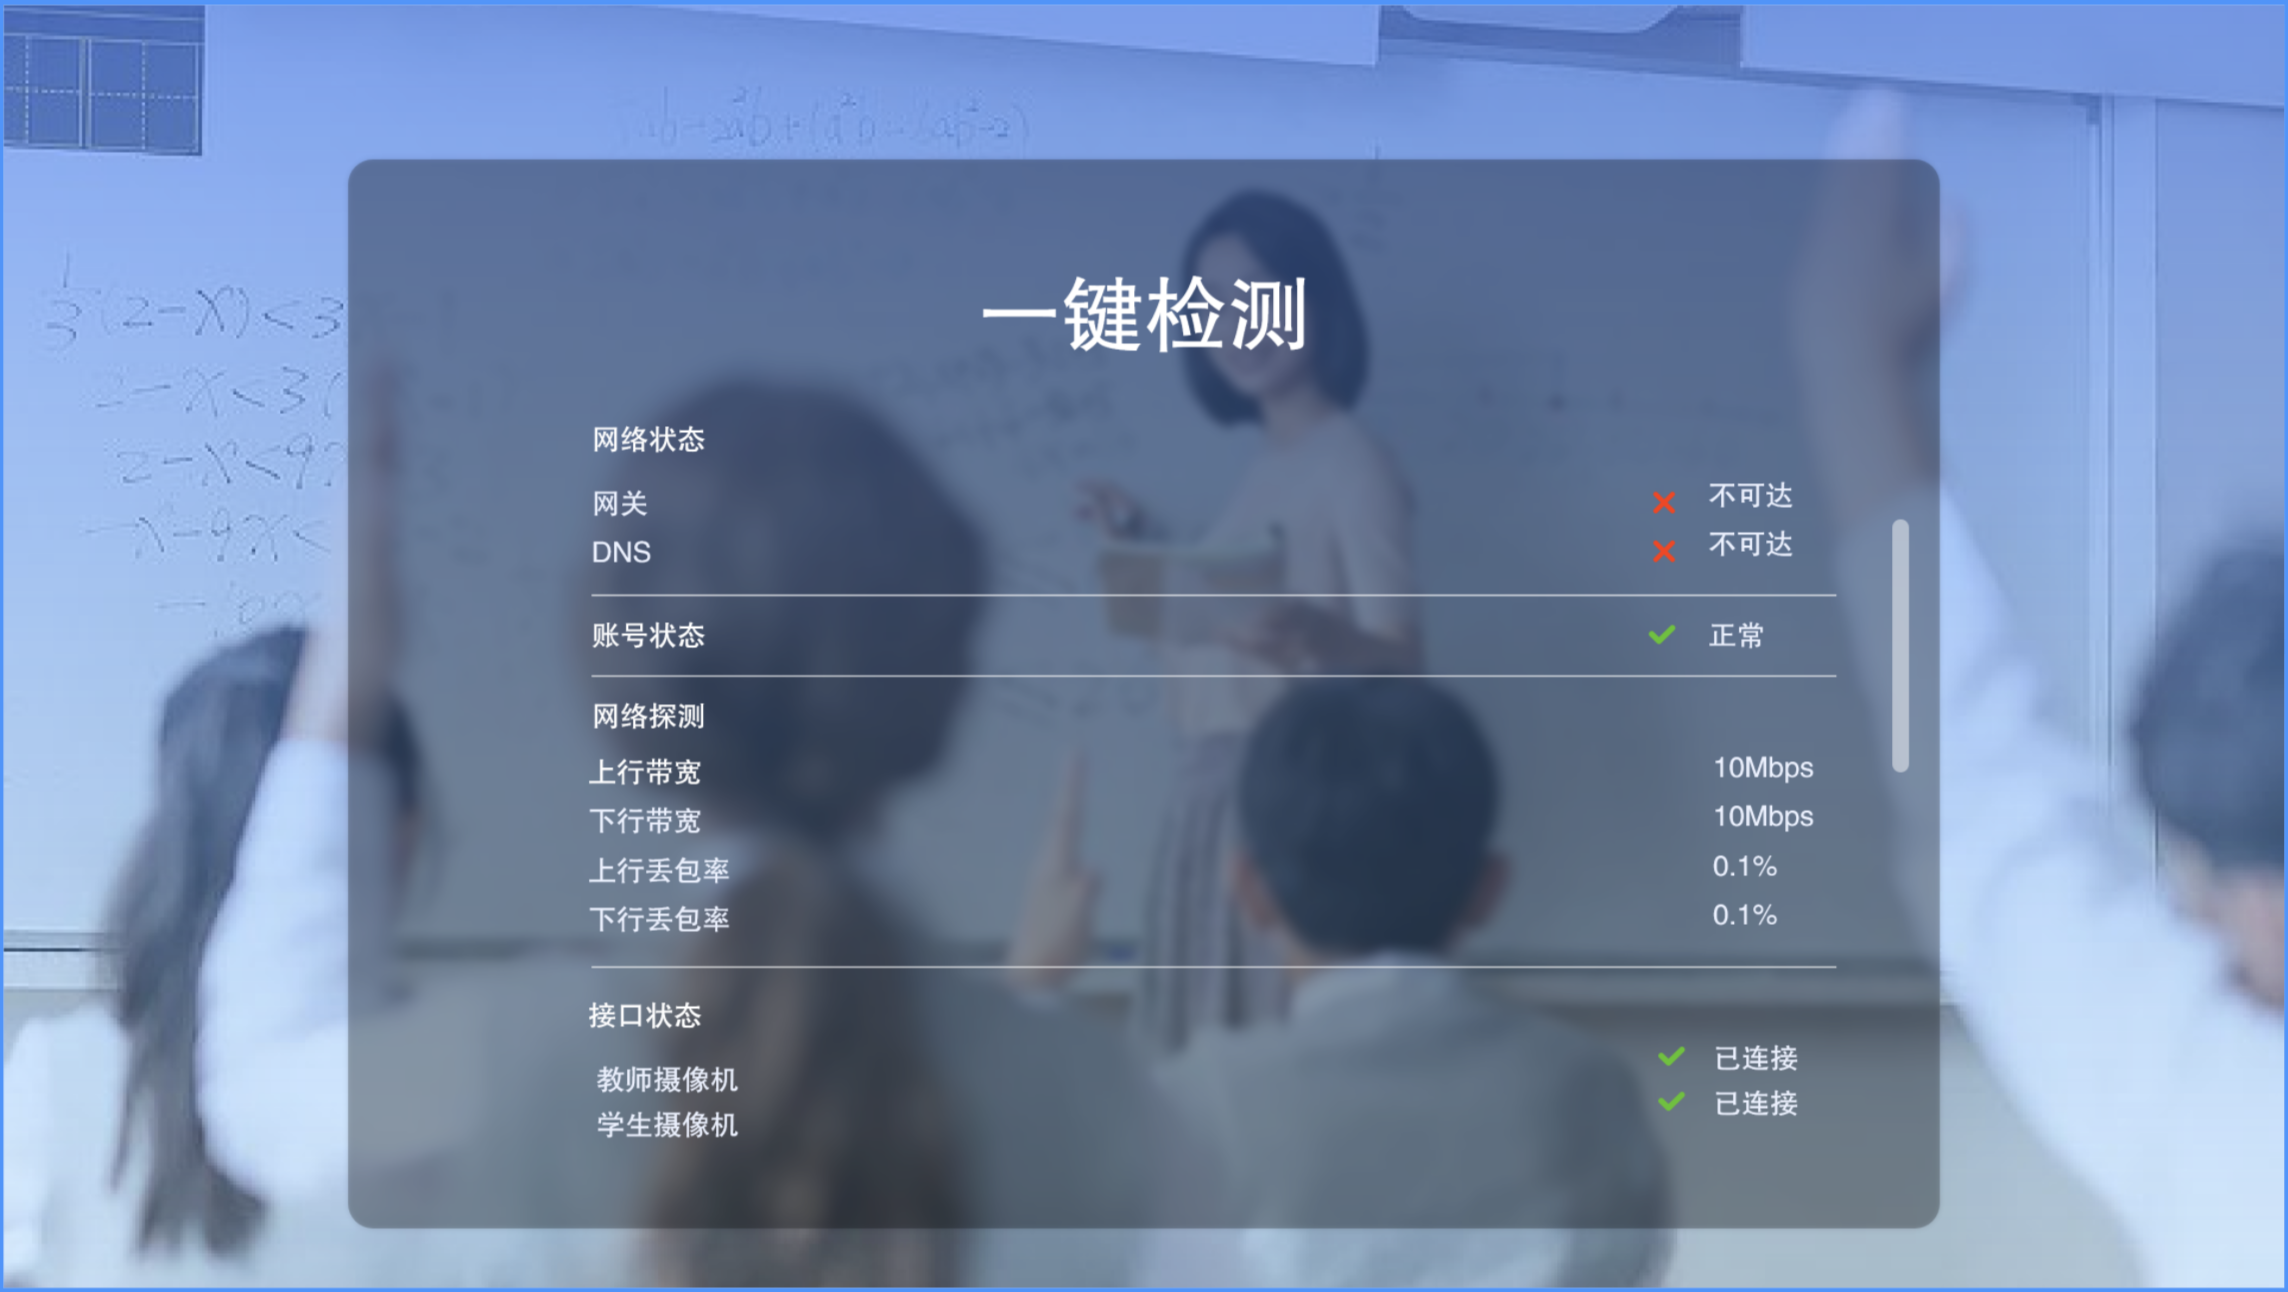 一键检测
网络状态
网关 不可达
DNS 不可达
账号状态 正常
网络探测
上行带宽 10Mbps
下行带宽 10Mbps
上行丢包率 0.1%
下行丢包率 0.1%
接口状态
教师摄像机 已连接
学生摄像机 已连接
2-X<3(